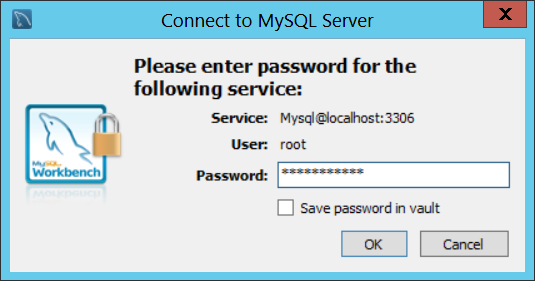 Connect to MySQL Server
X
Please enter password for the
following service:
Service: Mysql@localhost:3306
User: root
MySQL
Workbench
Password: ***********
Save password in vault
OK Cancel